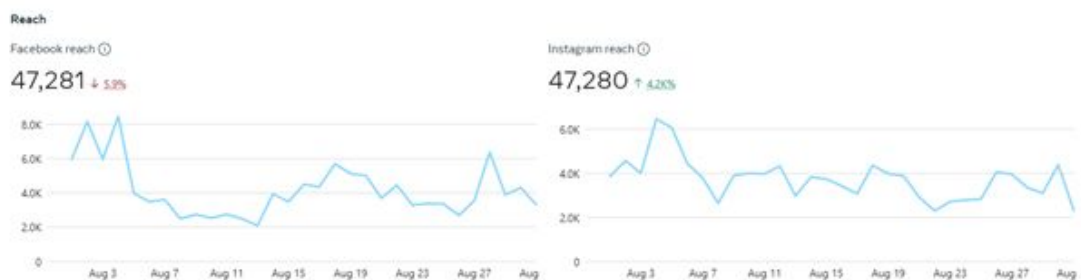 Reach
Facebook reach
47,281 ↓ 5.9%
8.0K
6.0K
4.0K
2.0K
0
Aug 3 Aug 7 Aug 11 Aug 15 Aug 19 Aug 23 Aug 27 Aug
Instagram reach
47,280 ↑ 4.2K%
6.0K
4.0K
2.0K
0
Aug 3 Aug 7 Aug 11 Aug 15 Aug 19 Aug 23 Aug 27 Aug